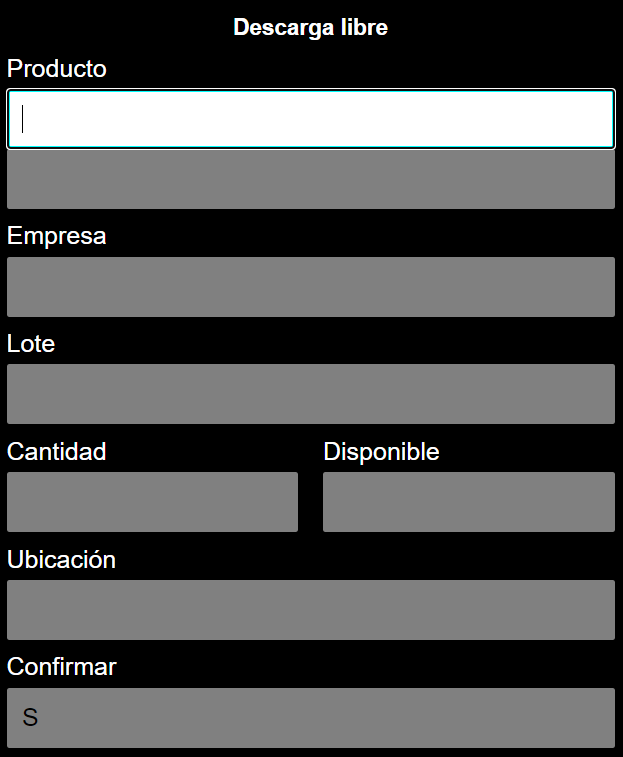 Descarga libre
Producto
Empresa
Lote
Cantidad Disponible
Ubicación
Confirmar
S